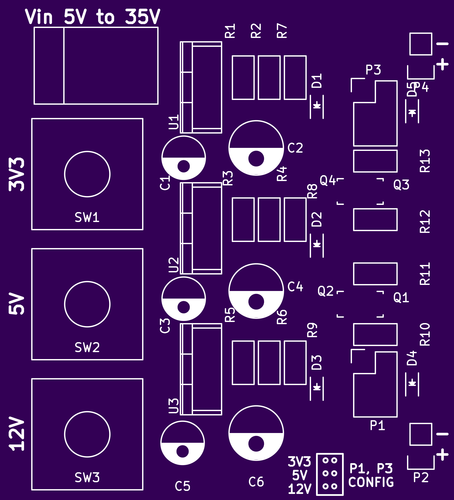 Vin 5V to 35V
R1
R2
R7
D1
P3
D5
P4
-
+
U1
C1
C2
R3
R4
R8
Q4
Q3
R13
3V3
SW1
U2
D2
R12
C3
C4
Q2
Q1
R11
5V
SW2
R5
R6
R9
D3
R10
D4
U3
P1
12V
SW3
C5
C6
3V3
5V
12V
P1, P3
CONFIG
-
+
P2